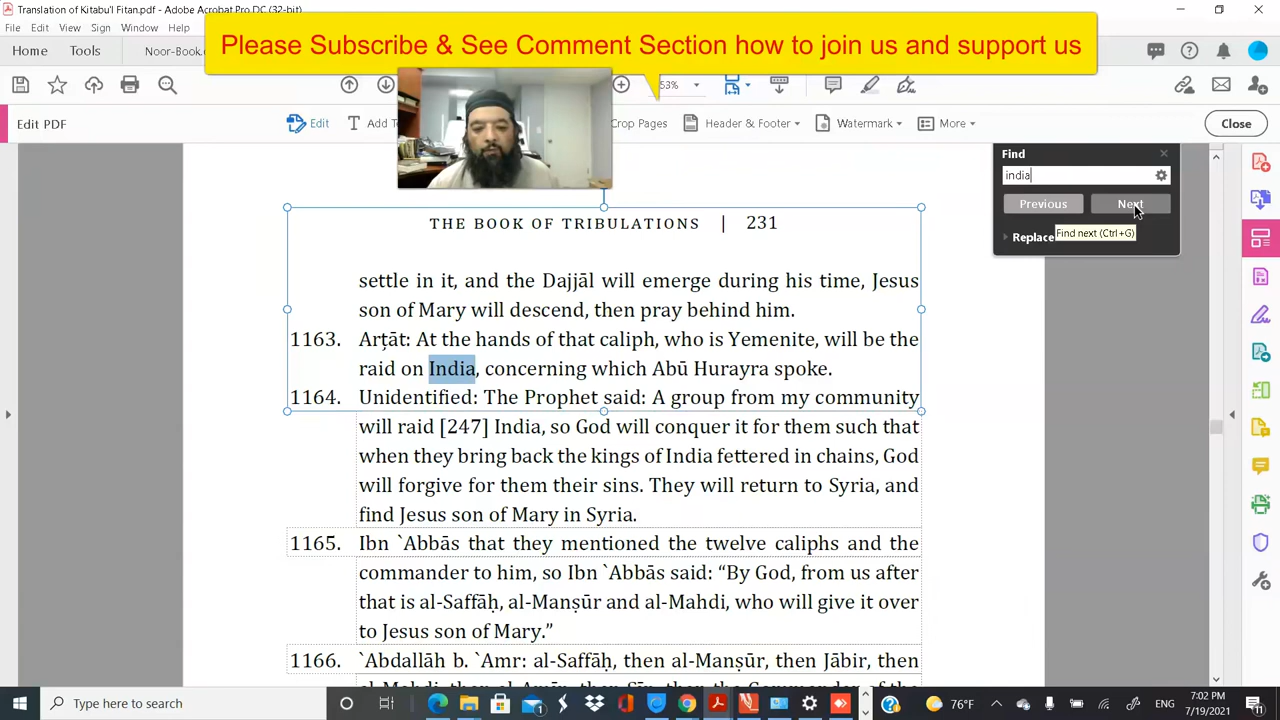 Translation of Kitabu'l Fitan.pdf - Adobe Acrobat Pro DC (32-bit)
File Edit View Sign Window Help
Please Subscribe & See Comment Section how to join us and support us
Home Tools Noor-Book.
53%
Edit PDF Edit Add Te Crop Pages Header & Footer Watermark More Close
Find
india
Previous Next
Find next (Ctrl+G)
Replace
THE BOOK OF TRIBULATIONS | 231
settle in it, and the Dajjāl will emerge during his time, Jesus
son of Mary will descend, then pray behind him.
1163. Arṭāt: At the hands of that caliph, who is Yemenite, will be the
raid on India, concerning which Abū Hurayra spoke.
1164. Unidentified: The Prophet said: A group from my community
will raid [247] India, so God will conquer it for them such that
when they bring back the kings of India fettered in chains, God
will forgive for them their sins. They will return to Syria, and
find Jesus son of Mary in Syria.
1165. Ibn `Abbās that they mentioned the twelve caliphs and the
commander to him, so Ibn `Abbās said: “By God, from us after
that is al-Saffāḥ, al-Manṣūr and al-Mahdi, who will give it over
to Jesus son of Mary.”
1166. `Abdallāh b. `Amr: al-Saffāḥ, then al-Manṣūr, then Jābir, then
Type here to search
76°F
ENG
7:02 PM
7/19/2021